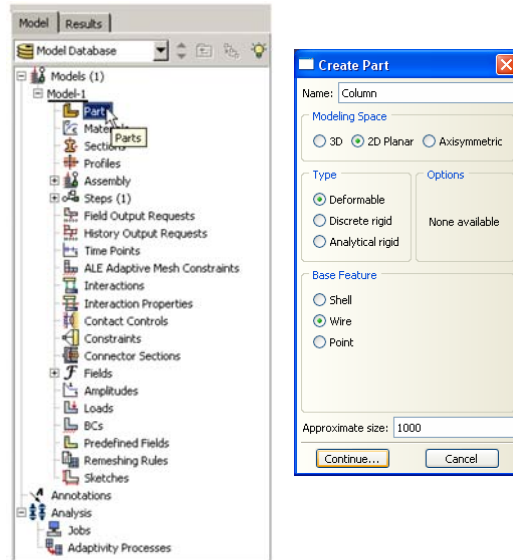 Model Results
Model Database
Models (1)
Model-1
Parts
Parts
Sections
Profiles
Assembly
Steps (1)
Field Output Requests
History Output Requests
Time Points
ALE Adaptive Mesh Constraints
Interactions
Interaction Properties
Contact Controls
Constraints
Connector Sections
Fields
Amplitudes
Loads
BCs
Predefined Fields
Remeshing Rules
Sketches
Annotations
Analysis
Jobs
Adaptivity Processes
Create Part
Name: Column
Modeling Space
3D 2D Planar Axisymmetric
Type Options
Deformable
Discrete rigid None available
Analytical rigid
Base Feature
Shell
Wire
Point
Approximate size: 1000
Continue... Cancel